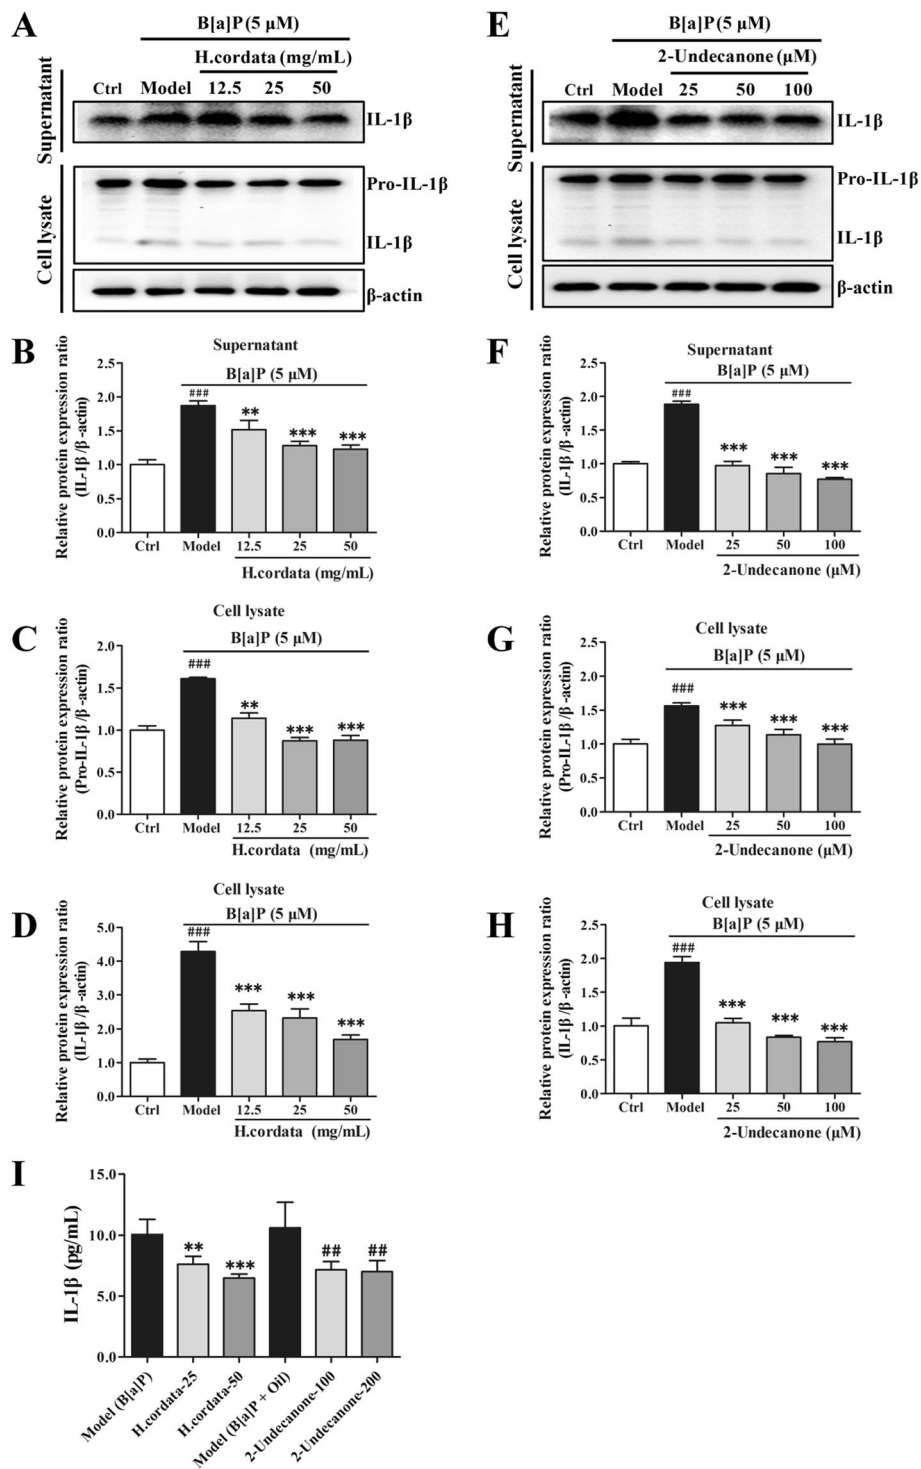 A
B[a]P (5 μM)
H.cordata (mg/mL)
Ctrl Model 12.5 25 50
Supernatant
IL-1β
Cell lysate
Pro-IL-1β
IL-1β
β-actin
E
B[a]P (5 μM)
2-Undecanone (μM)
Ctrl Model 25 50 100
Supernatant
IL-1β
Cell lysate
Pro-IL-1β
IL-1β
β-actin
B
Supernatant
B[a]P (5 μM)
Relative protein expression ratio
(IL-1β /β -actin)
2.5
2.0
1.5
1.0
0.5
0.0
###
**
***
***
Ctrl Model 12.5 25 50
H.cordata (mg/mL)
F
Supernatant
B[a]P (5 μM)
Relative protein expression ratio
(IL-1β /β -actin)
2.5
2.0
1.5
1.0
0.5
0.0
###
***
***
***
Ctrl Model 25 50 100
2-Undecanone (μM)
C
Cell lysate
B[a]P (5 μM)
Relative protein expression ratio
(Pro-IL-1β /β -actin)
2.0
1.5
1.0
0.5
0.0
###
**
***
***
Ctrl Model 12.5 25 50
H.cordata (mg/mL)
G
Cell lysate
B[a]P (5 μM)
Relative protein expression ratio
(Pro-IL-1β /β -actin)
2.5
2.0
1.5
1.0
0.5
0.0
###
***
***
***
Ctrl Model 25 50 100
2-Undecanone (μM)
D
Cell lysate
B[a]P (5 μM)
Relative protein expression ratio
(IL-1β /β -actin)
5.0
4.0
3.0
2.0
1.0
0.0
###
***
***
***
Ctrl Model 12.5 25 50
H.cordata (mg/mL)
H
Cell lysate
B[a]P (5 μM)
Relative protein expression ratio
(IL-1β /β -actin)
2.5
2.0
1.5
1.0
0.5
0.0
###
***
***
***
Ctrl Model 25 50 100
2-Undecanone (μM)
I
IL-1β (pg/mL)
15.0
10.0
5.0
0.0
**
***
##
##
Model (B[a]P)
H.cordata-25
H.cordata-50
Model (B[a]P + Oil)
2-Undecanone-100
2-Undecanone-200